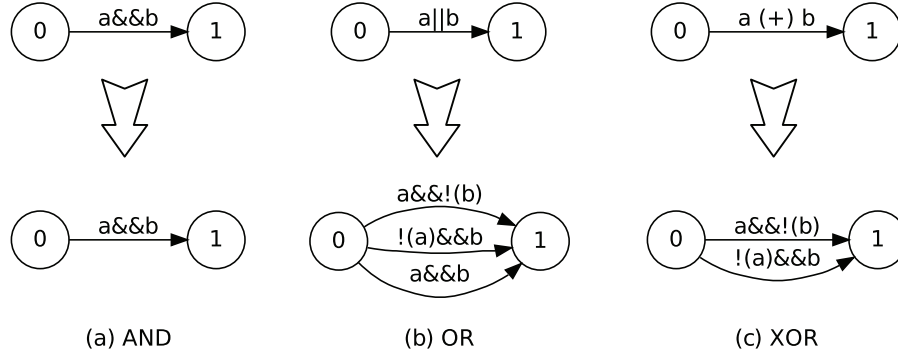 0 a&&b 1
0 a||b 1
0 a (+) b 1
0 a&&b 1
0 a&&!(b) 1
!(a)&&b
a&&b
0 a&&!(b) 1
!(a)&&b
(a) AND
(b) OR
(c) XOR